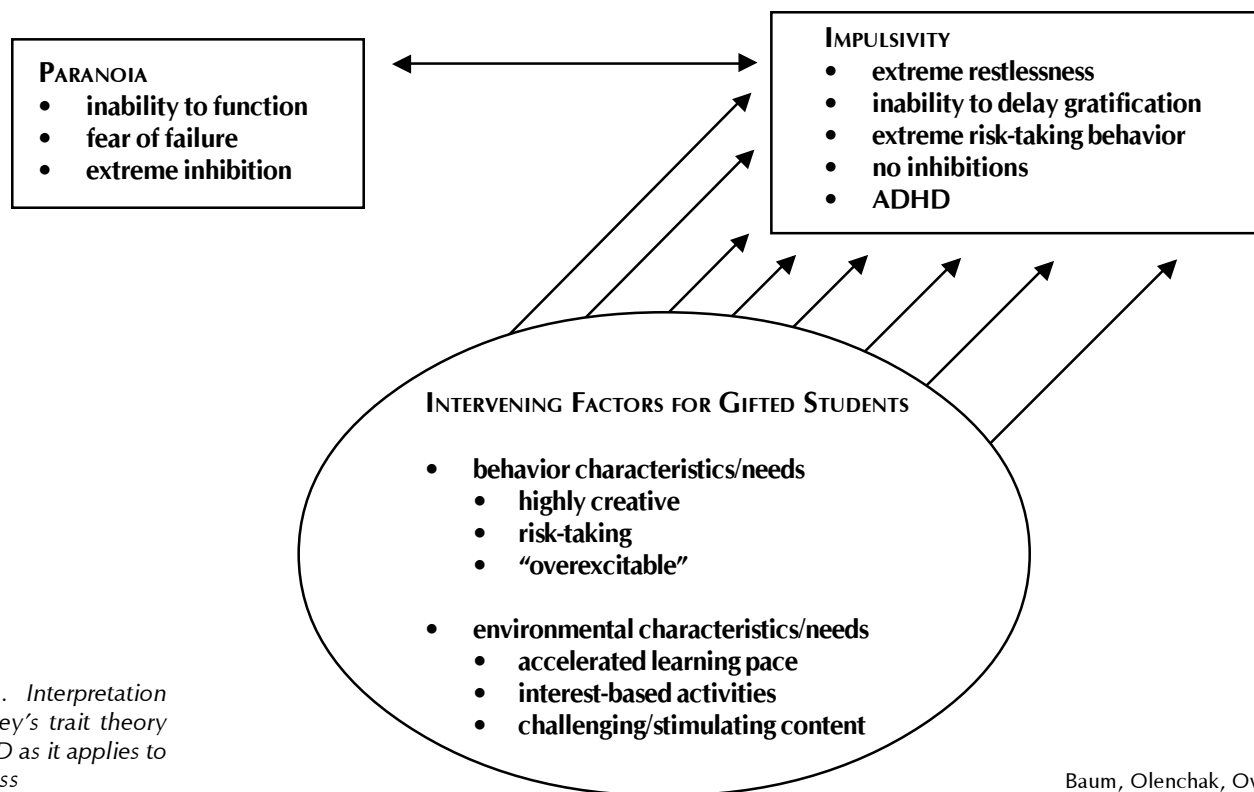 PARANOIA
• inability to function
• fear of failure
• extreme inhibition
IMPULSIVITY
• extreme restlessness
• inability to delay gratification
• extreme risk-taking behavior
• no inhibitions
• ADHD
INTERVENING FACTORS FOR GIFTED STUDENTS
• behavior characteristics/needs
• highly creative
• risk-taking
• “overexcitable”
• environmental characteristics/needs
• accelerated learning pace
• interest-based activities
• challenging/stimulating content
. Interpretation
ey's trait theory
D as it applies to
ss
Baum, Olenchak, Ow